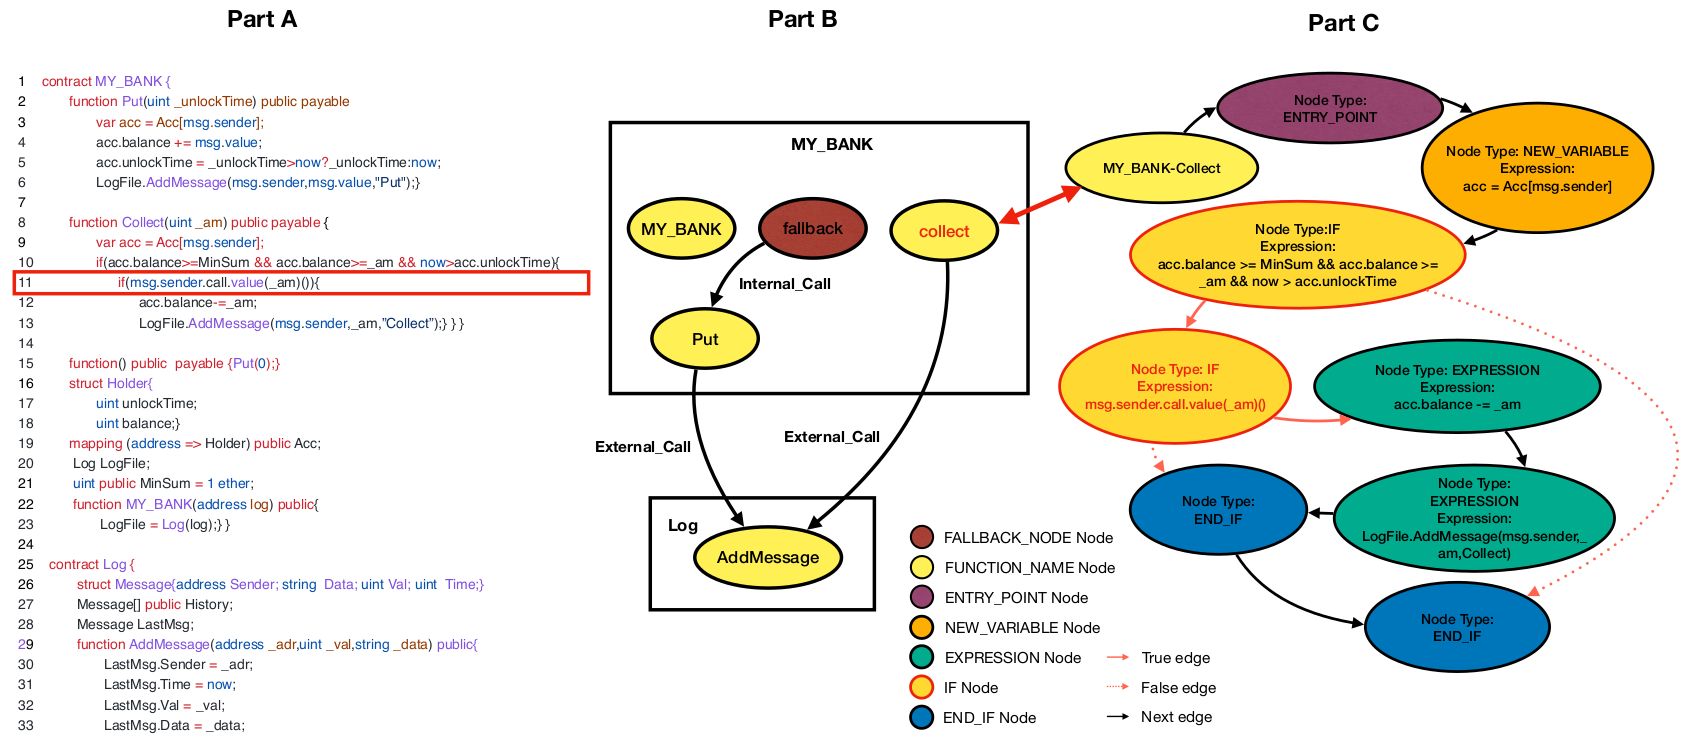 Part A
1 contract MY_BANK {
2 function Put(uint _unlockTime) public payable
3 var acc = Acc[msg.sender];
4 acc.balance += msg.value;
5 acc.unlockTime = _unlockTime>now?_unlockTime:now;
6 LogFile.AddMessage(msg.sender,msg.value,"Put");}
7
8 function Collect(uint _am) public payable {
9 var acc = Acc[msg.sender];
10 if(acc.balance>=MinSum && acc.balance>=_am && now>acc.unlockTime){
11 if(msg.sender.call.value(_am)()){
12 acc.balance-=_am;
13 LogFile.AddMessage(msg.sender,_am,"Collect");} } }
14
15 function() public payable {Put(0);}
16 struct Holder{
17 uint unlockTime;
18 uint balance;}
19 mapping (address => Holder) public Acc;
20 Log LogFile;
21 uint public MinSum = 1 ether;
22 function MY_BANK(address log) public{
23 LogFile = Log(log);} }
24
25 contract Log {
26 struct Message{address Sender; string Data; uint Val; uint Time;}
27 Message[] public History;
28 Message LastMsg;
29 function AddMessage(address _adr,uint _val,string _data) public{
30 LastMsg.Sender = _adr;
31 LastMsg.Time = now;
32 LastMsg.Val = _val;
33 LastMsg.Data = _data;
Part B
MY_BANK
MY_BANK
fallback
collect
Internal_Call
Put
External_Call
External_Call
Log
AddMessage
Part C
MY_BANK-Collect
Node Type:
ENTRY_POINT
Node Type: NEW_VARIABLE
Expression:
acc = Acc[msg.sender]
Node Type:IF
Expression:
acc.balance >= MinSum && acc.balance >=
_am && now > acc.unlockTime
Node Type: IF
Expression:
msg.sender.call.value(_am)()
Node Type: EXPRESSION
Expression:
acc.balance -= _am
Node Type:
EXPRESSION
Expression:
LogFile.AddMessage(msg.sender,_
am,Collect)
Node Type:
END_IF
Node Type:
END_IF
FALLBACK_NODE Node
FUNCTION_NAME Node
ENTRY_POINT Node
NEW_VARIABLE Node
EXPRESSION Node
IF Node
END_IF Node
True edge
False edge
Next edge